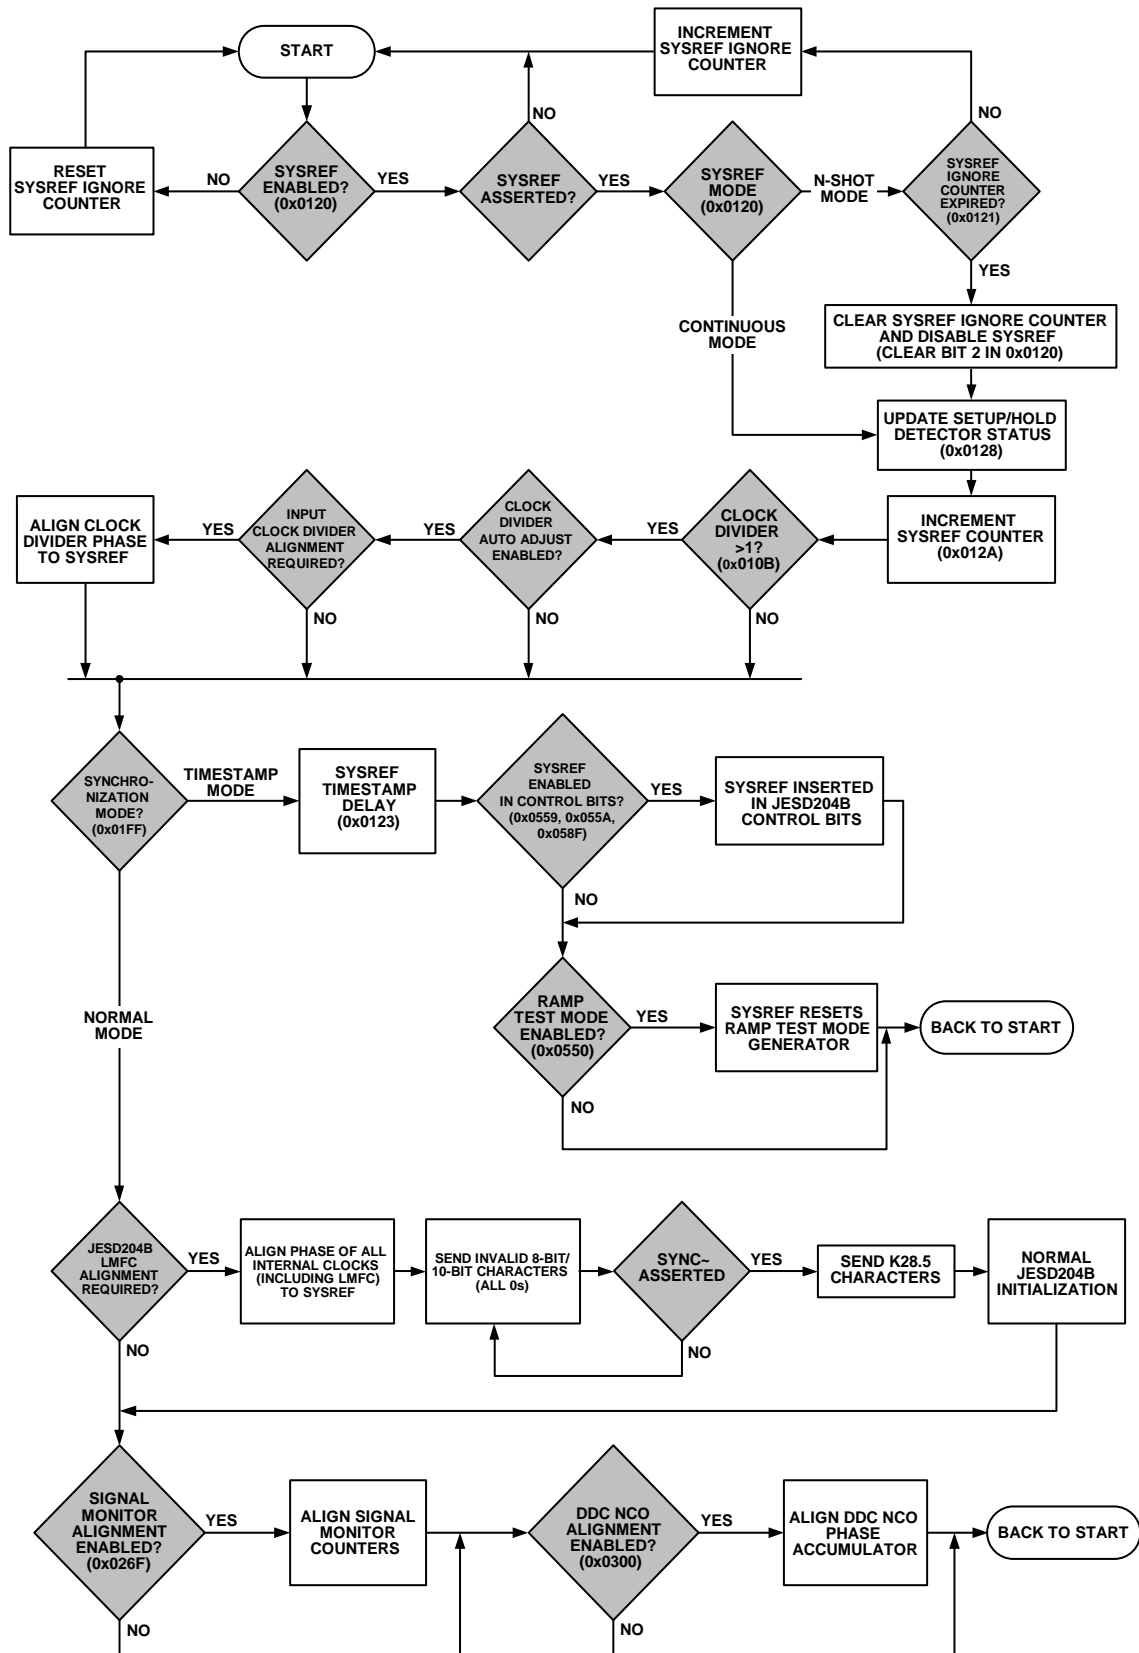 START
INCREMENT
SYSREF IGNORE
COUNTER
NO
NO
RESET
SYSREF IGNORE
COUNTER
NO
SYSREF
ENABLED?
(0x0120)
YES
SYSREF
ASSERTED?
YES
SYSREF
MODE
(0x0120)
N-SHOT
MODE
SYSREF
IGNORE
COUNTER
EXPIRED?
(0x0121)
YES
CONTINUOUS
MODE
CLEAR SYSREF IGNORE COUNTER
AND DISABLE SYSREF
(CLEAR BIT 2 IN 0x0120)
UPDATE SETUP/HOLD
DETECTOR STATUS
(0x0128)
ALIGN CLOCK
DIVIDER PHASE
TO SYSREF
YES
INPUT
CLOCK DIVIDER
ALIGNMENT
REQUIRED?
YES
CLOCK
DIVIDER
AUTO ADJUST
ENABLED?
YES
CLOCK
DIVIDER
>1?
(0x010B)
INCREMENT
SYSREF COUNTER
(0x012A)
NO
NO
NO
SYNCHRO-
NIZATION
MODE?
(0x01FF)
TIMESTAMP
MODE
SYSREF
TIMESTAMP
DELAY
(0x0123)
SYSREF
ENABLED
IN CONTROL BITS?
(0x0559, 0x055A,
0x058F)
YES
SYSREF INSERTED
IN JESD204B
CONTROL BITS
NO
NORMAL
MODE
RAMP
TEST MODE
ENABLED?
(0x0550)
YES
SYSREF RESETS
RAMP TEST MODE
GENERATOR
BACK TO START
NO
JESD204B
LMFC
ALIGNMENT
REQUIRED?
YES
ALIGN PHASE OF ALL
INTERNAL CLOCKS
(INCLUDING LMFC)
TO SYSREF
SEND INVALID 8-BIT/
10-BIT CHARACTERS
(ALL 0s)
SYNC~
ASSERTED
YES
SEND K28.5
CHARACTERS
NORMAL
JESD204B
INITIALIZATION
NO
NO
SIGNAL
MONITOR
ALIGNMENT
ENABLED?
(0x026F)
YES
ALIGN SIGNAL
MONITOR
COUNTERS
DDC NCO
ALIGNMENT
ENABLED?
(0x0300)
YES
ALIGN DDC NCO
PHASE
ACCUMULATOR
BACK TO START
NO
NO